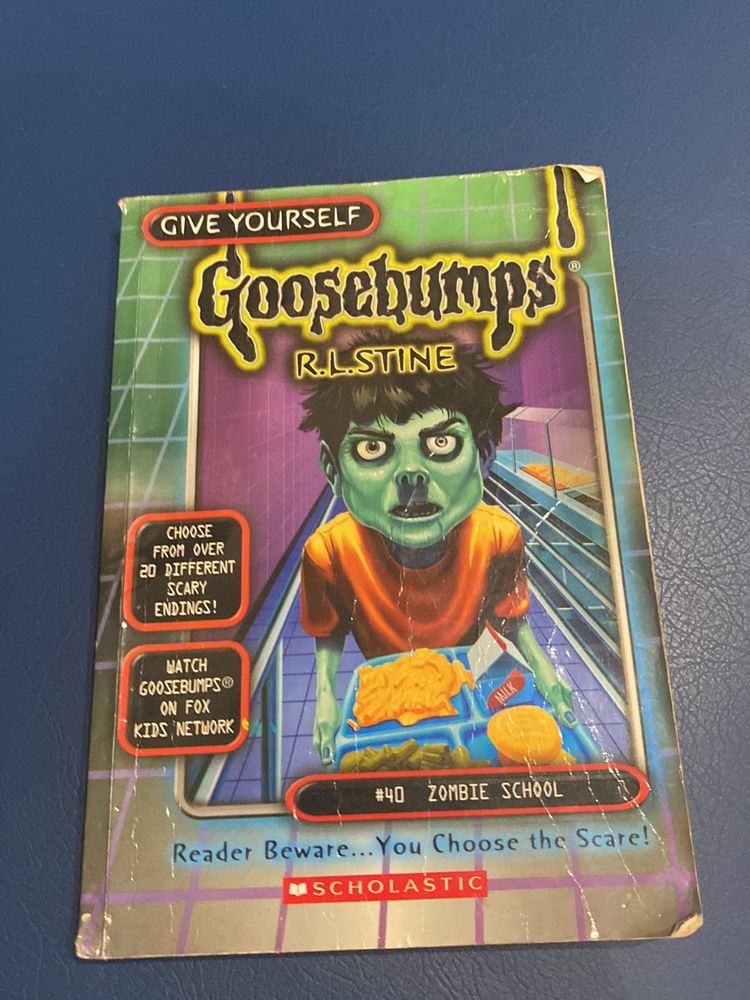 GIVE YOURSELF
Goosebumps®
R.L.STINE
CHOOSE
FROM OVER
20 DIFFERENT
SCARY
ENDINGS!
WATCH
GOOSEBUMPS®
ON FOX
KIDS NETWORK
MILK
#40 ZOMBIE SCHOOL
Reader Beware...You Choose the Scare!
SCHOLASTIC